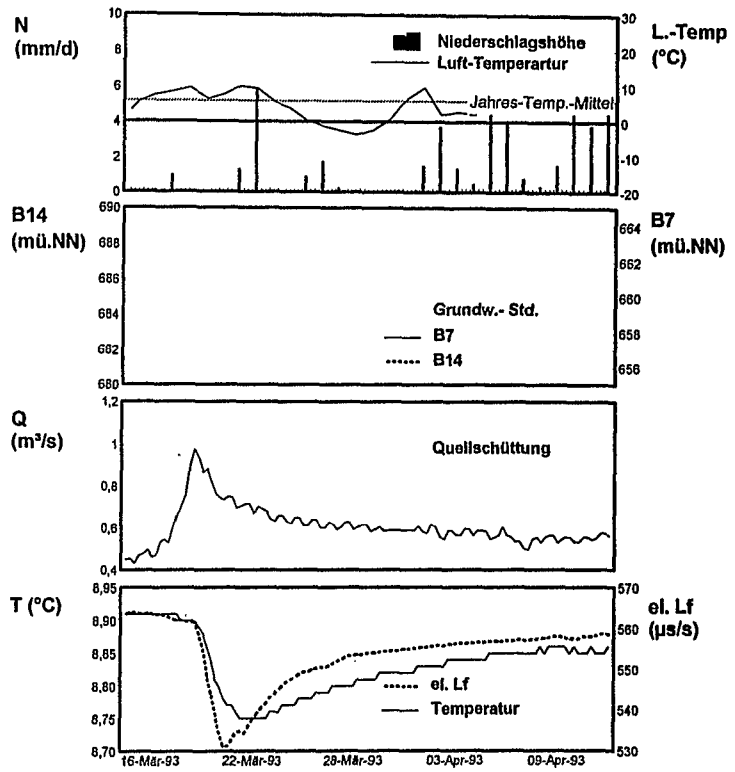 N
(mm/d)
10
8
6
4
2
0
Niederschlagshöhe
Luft-Temperartur
Jahres-Temp.-Mittel
30
20
10
0
-10
-20
L.-Temp
(°C)
B14
(mü.NN)
690
688
686
684
682
680
Grundw.- Std.
B7
B14
664
662
660
658
656
B7
(mü.NN)
Q
(m³/s)
1,2
1
0,8
0,6
0,4
Quellschüttung
T (°C)
8,95
8,90
8,85
8,80
8,75
8,70
el. Lf
Temperatur
570
560
550
540
530
el. Lf
(µs/s)
16-Mär-93
22-Mär-93
28-Mär-93
03-Apr-93
09-Apr-93